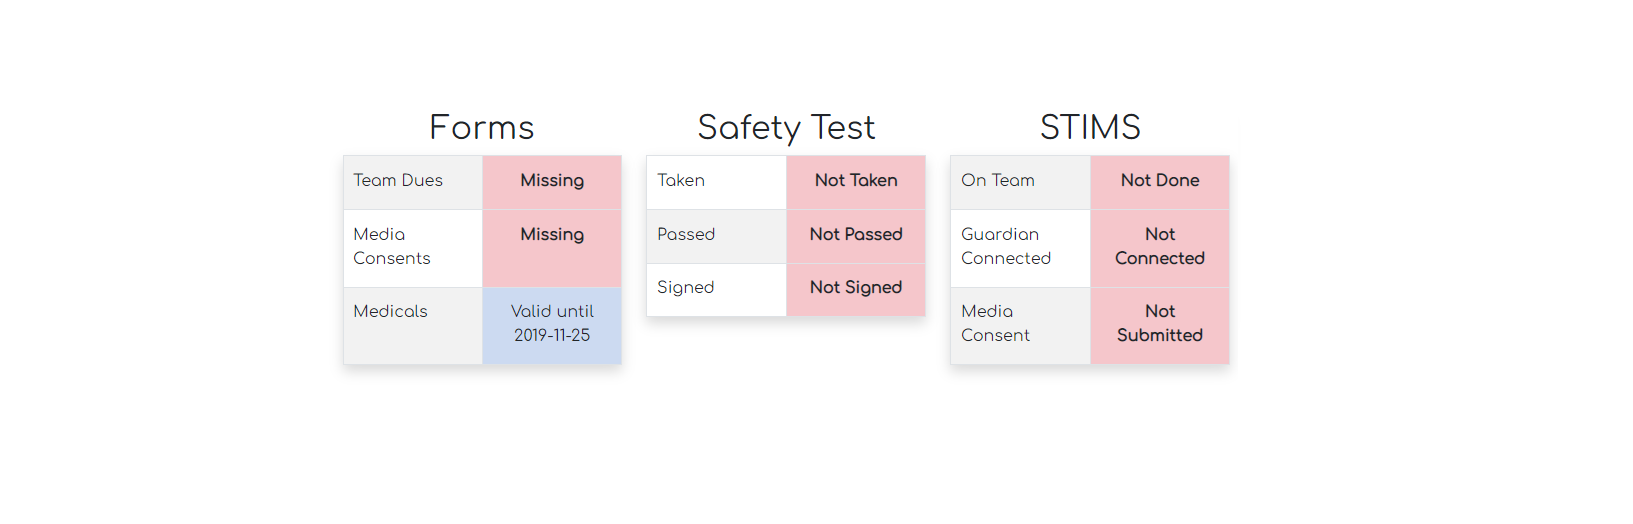 Forms
Team Dues Missing
Media Missing
Consents
Medicals Valid until
2019-11-25
Safety Test
Taken Not Taken
Passed Not Passed
Signed Not Signed
STIMS
On Team Not Done
Guardian Not
Connected Connected
Media Not
Consent Submitted